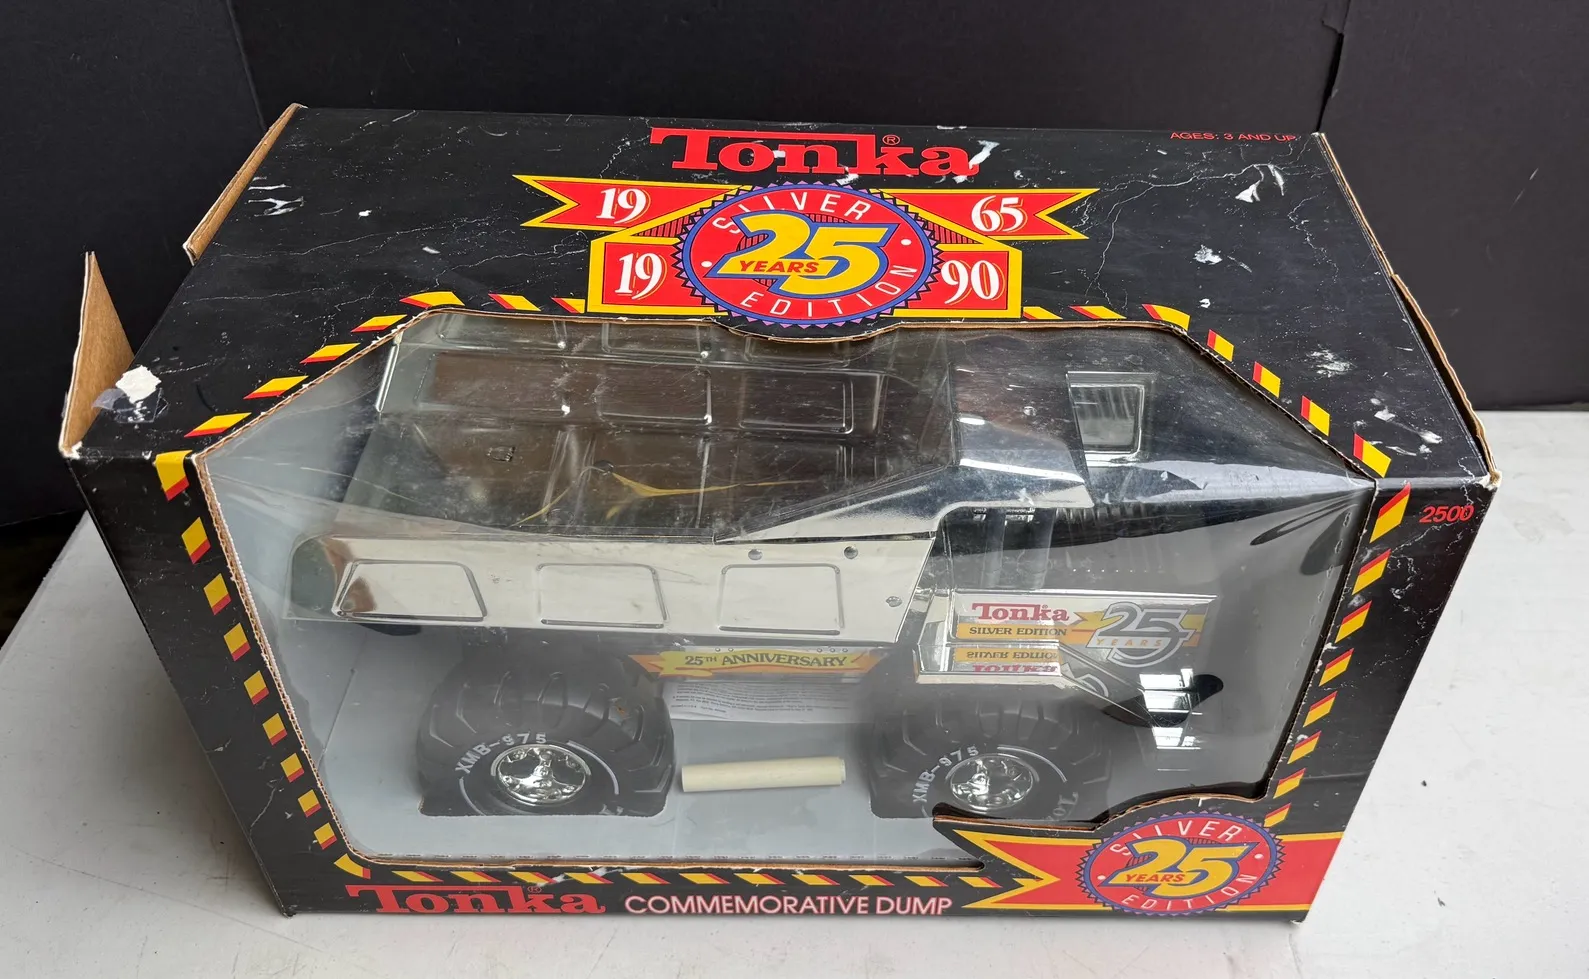 Tonka®
AGES: 3 AND UP
19 65
SILVER
25
YEARS
EDITION
19 90
2500
Tonka
SILVER EDITION
25
YEARS
25TH ANNIVERSARY
XMB-975
XMB-975
SILVER
25
YEARS
EDITION
Tonka® COMMEMORATIVE DUMP